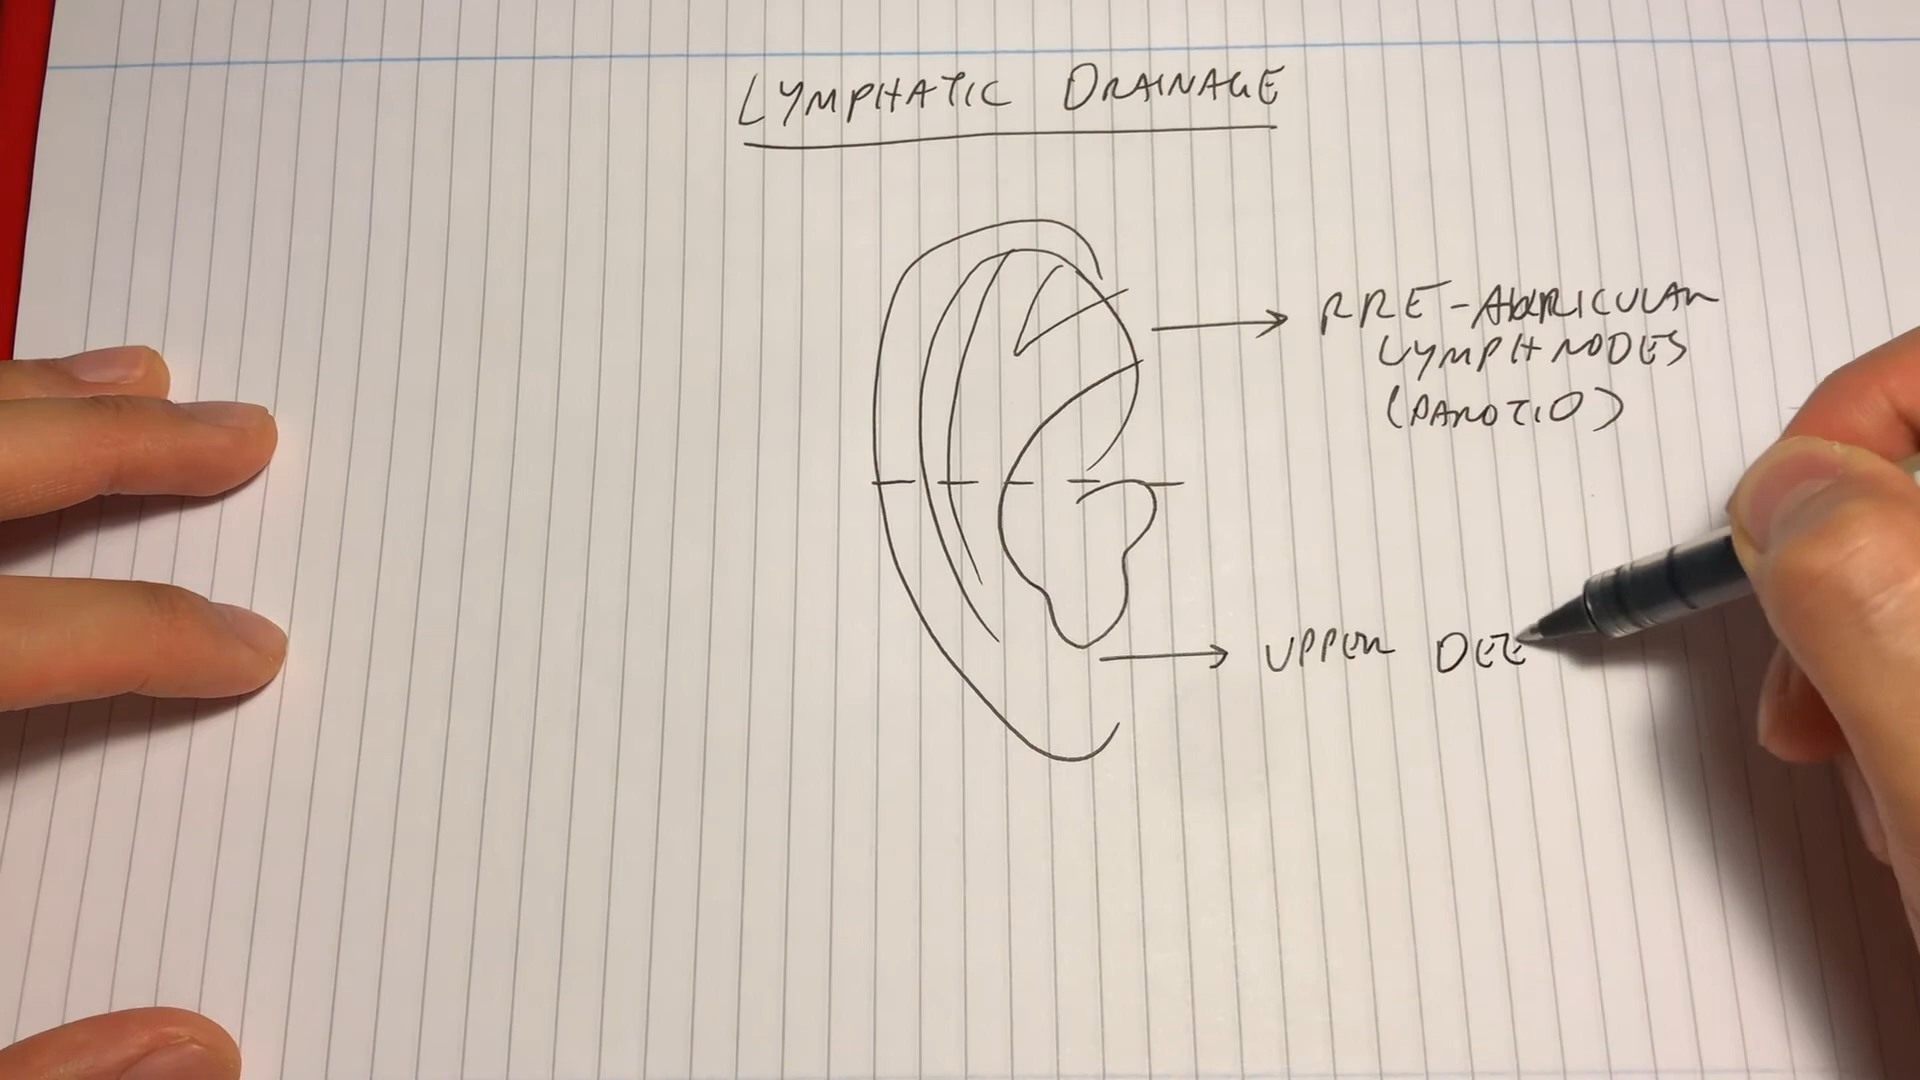 LYMPHATIC DRAINAGE
PRE-AURICULAR
LYMPH NODES
(PAROTID)
UPPER DEE